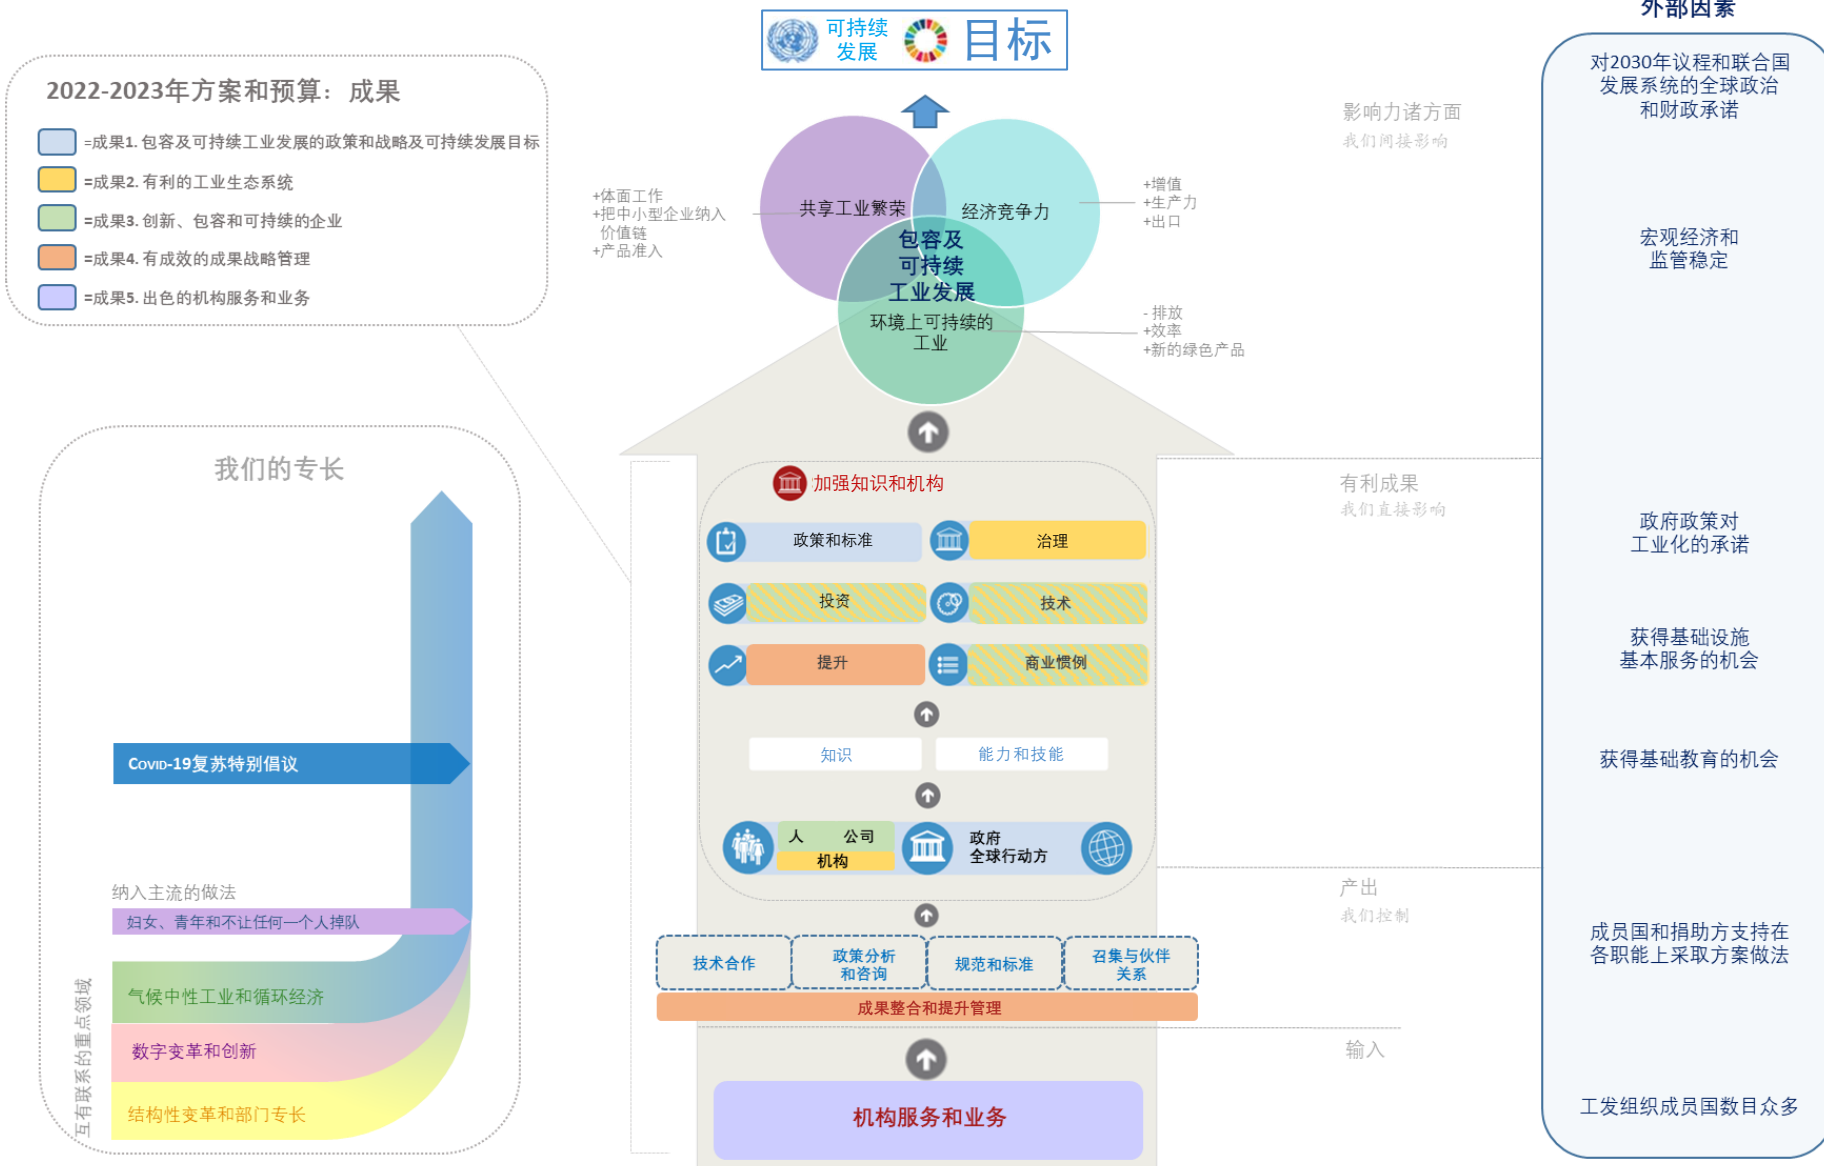 可持续
发展
目标
外部因素
2022-2023年方案和预算：成果
=成果1. 包容及可持续工业发展的政策和战略及可持续发展目标
=成果2. 有利的工业生态系统
=成果3. 创新、包容和可持续的企业
=成果4. 有成效的成果战略管理
=成果5. 出色的机构服务和业务
共享工业繁荣
经济竞争力
包容及
可持续
工业发展
环境上可持续的
工业
+体面工作
+把中小型企业纳入
价值链
+产品准入
+增值
+生产力
+出口
- 排放
+效率
+新的绿色产品
影响力诸方面
我们间接影响
有利成果
我们直接影响
产出
我们控制
输入
我们的专长
COVID-19复苏特别倡议
纳入主流的做法
妇女、青年和不让任何一个人掉队
互有联系的重点领域
气候中性工业和循环经济
数字变革和创新
结构性变革和部门专长
加强知识和机构
政策和标准
治理
投资
技术
提升
商业惯例
知识
能力和技能
人 公司
机构
政府
全球行动方
技术合作
政策分析
和咨询
规范和标准
召集与伙伴
关系
成果整合和提升管理
机构服务和业务
对2030年议程和联合国
发展系统的全球政治
和财政承诺
宏观经济和
监管稳定
政府政策对
工业化的承诺
获得基础设施
基本服务的机会
获得基础教育的机会
成员国和捐助方支持在
各职能上采取方案做法
工发组织成员国数目众多